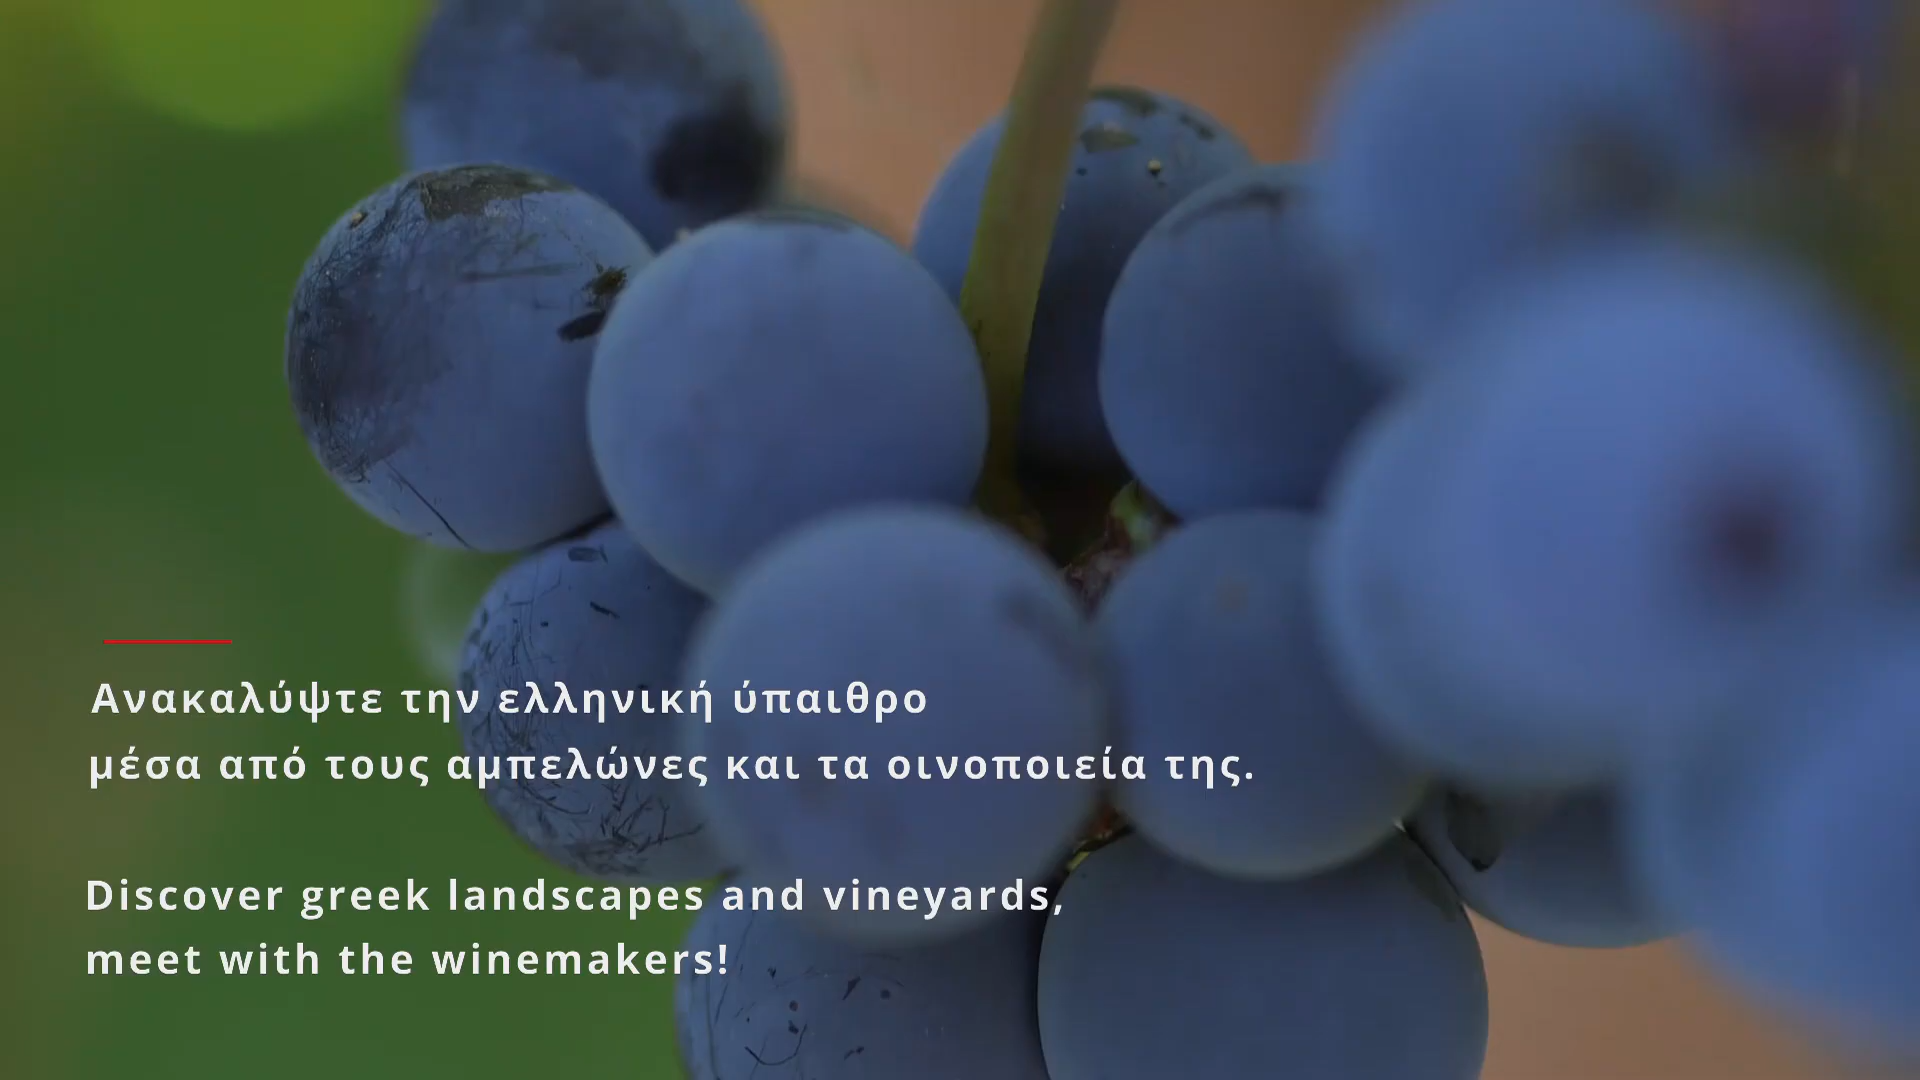 Ανακαλύψτε την ελληνική ύπαιθρο
μέσα από τους αμπελώνες και τα οινοποιεία της.
Discover greek landscapes and vineyards,
meet with the winemakers!